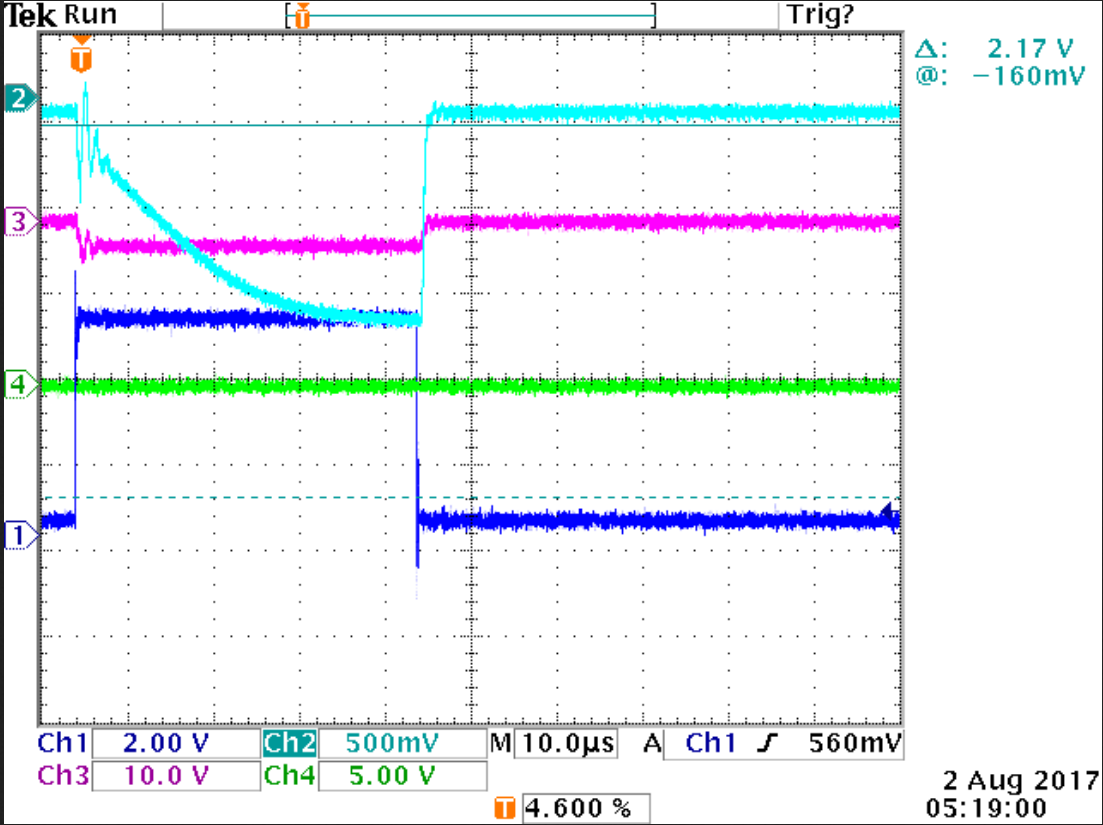 Tek Run [ T ] Trig?
T
Δ: 2.17 V
@: −160mV
2
3
4
1
Ch1 2.00 V Ch2 500mV M 10.0µs A Ch1 560mV
Ch3 10.0 V Ch4 5.00 V
T 4.600 %
2 Aug 2017
05:19:00